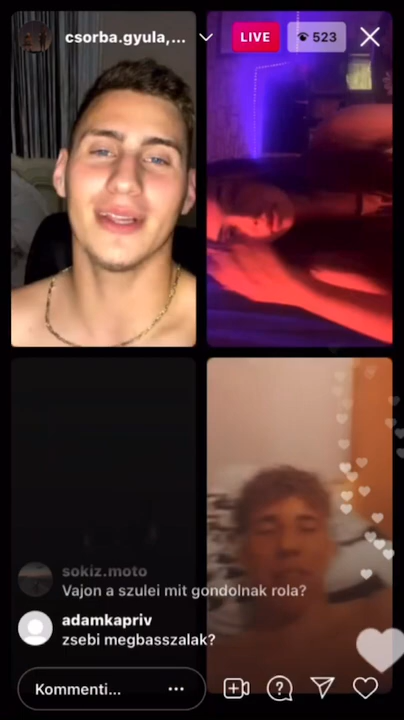 csorba.gyula,...
LIVE
523
sokiz.moto
Vajon a szulei mit gondolnak rola?
adamkapriv
zsebi megbasszalak?
Kommenti...